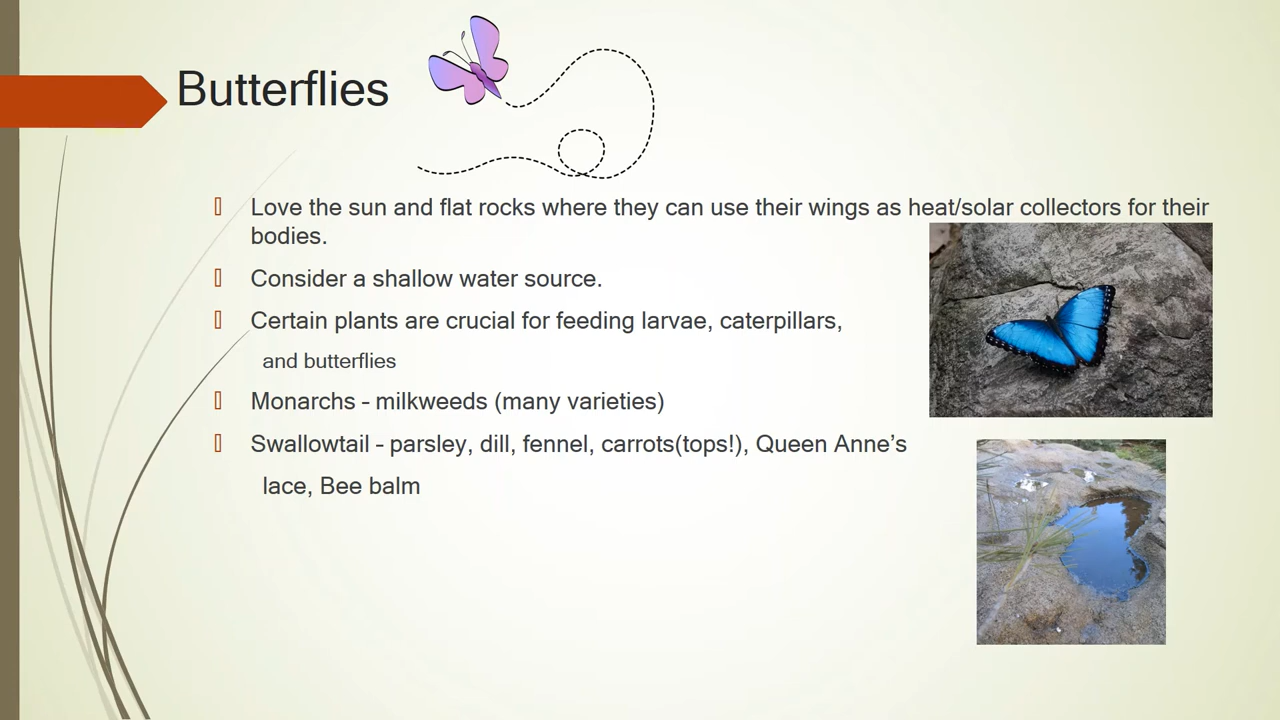 Butterflies
Love the sun and flat rocks where they can use their wings as heat/solar collectors for their
bodies.
Consider a shallow water source.
Certain plants are crucial for feeding larvae, caterpillars,
and butterflies
Monarchs - milkweeds (many varieties)
Swallowtail - parsley, dill, fennel, carrots(tops!), Queen Anne’s
lace, Bee balm